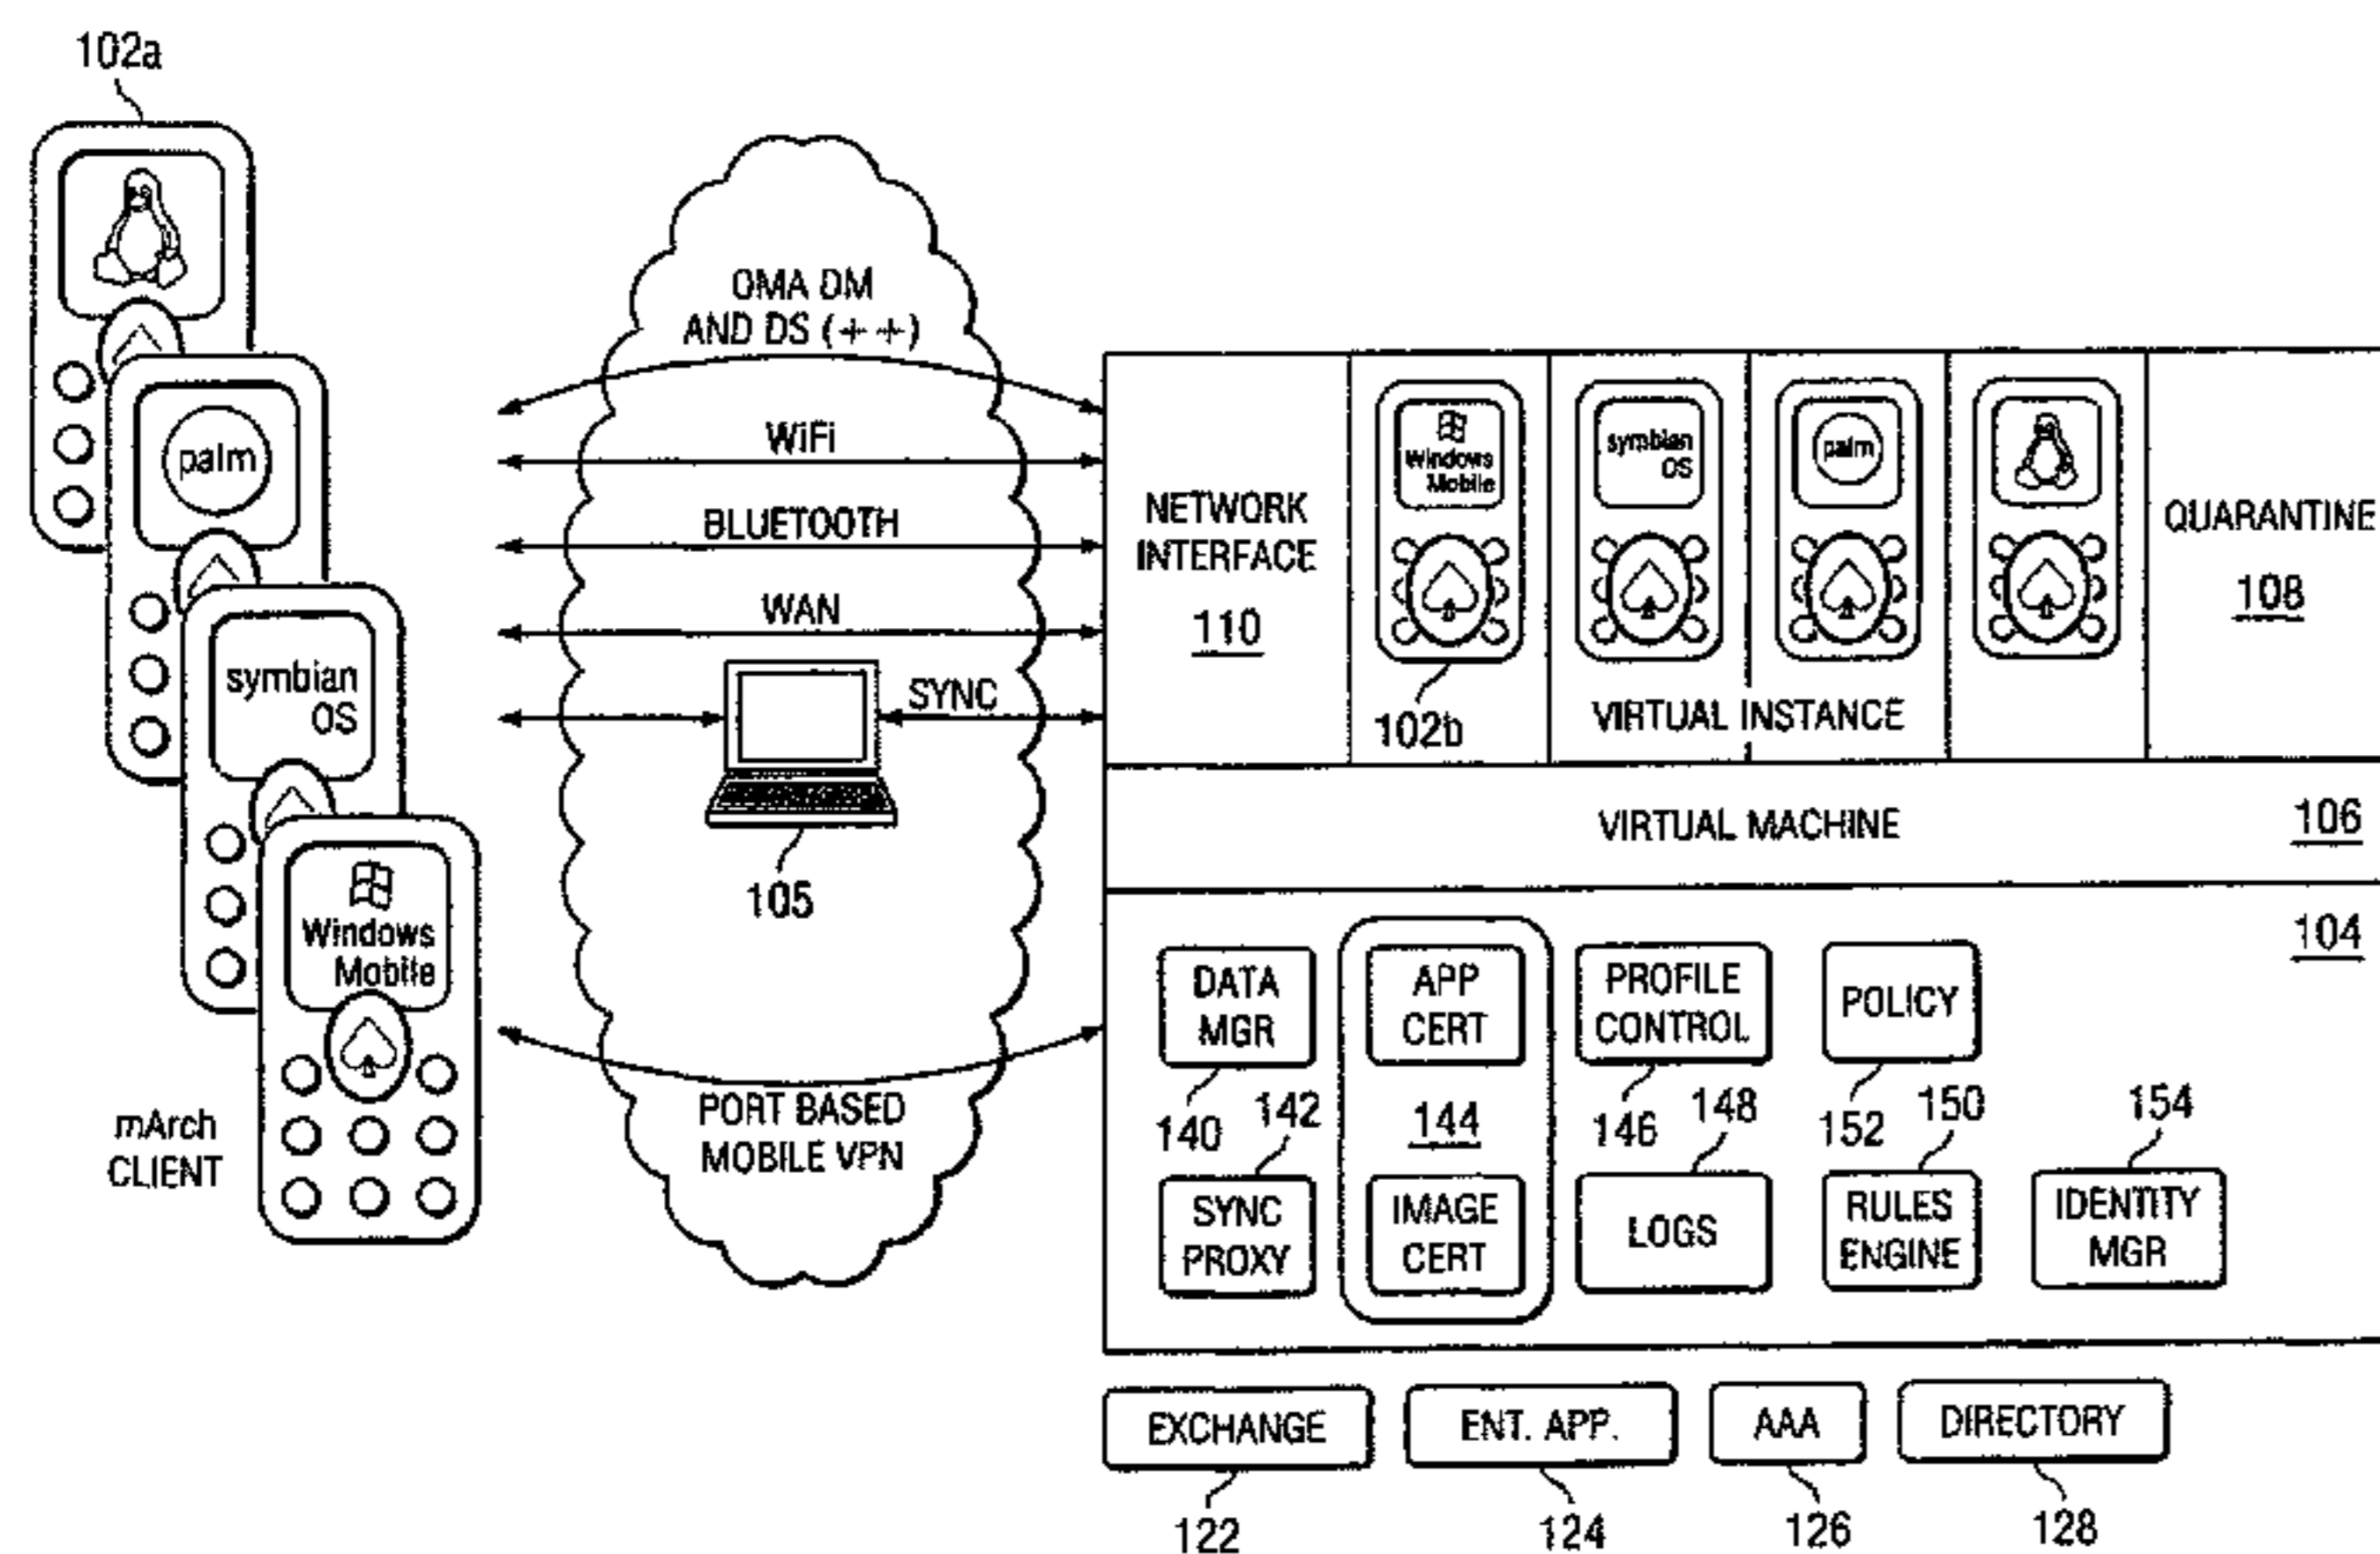 102a
palm
symbian
OS
Windows
Mobile
mArch
CLIENT
OMA DM
AND DS (++)
WiFi
BLUETOOTH
WAN
SYNC
105
PORT BASED
MOBILE VPN
NETWORK
INTERFACE
110
Windows
Mobile
102b
symbian
OS
palm
VIRTUAL INSTANCE
QUARANTINE
108
VIRTUAL MACHINE
106
104
DATA
MGR
140
APP
CERT
144
PROFILE
CONTROL
146
POLICY
152
142
SYNC
PROXY
IMAGE
CERT
148
LOGS
150
RULES
ENGINE
154
IDENTITY
MGR
EXCHANGE
122
ENT. APP.
124
AAA
126
DIRECTORY
128